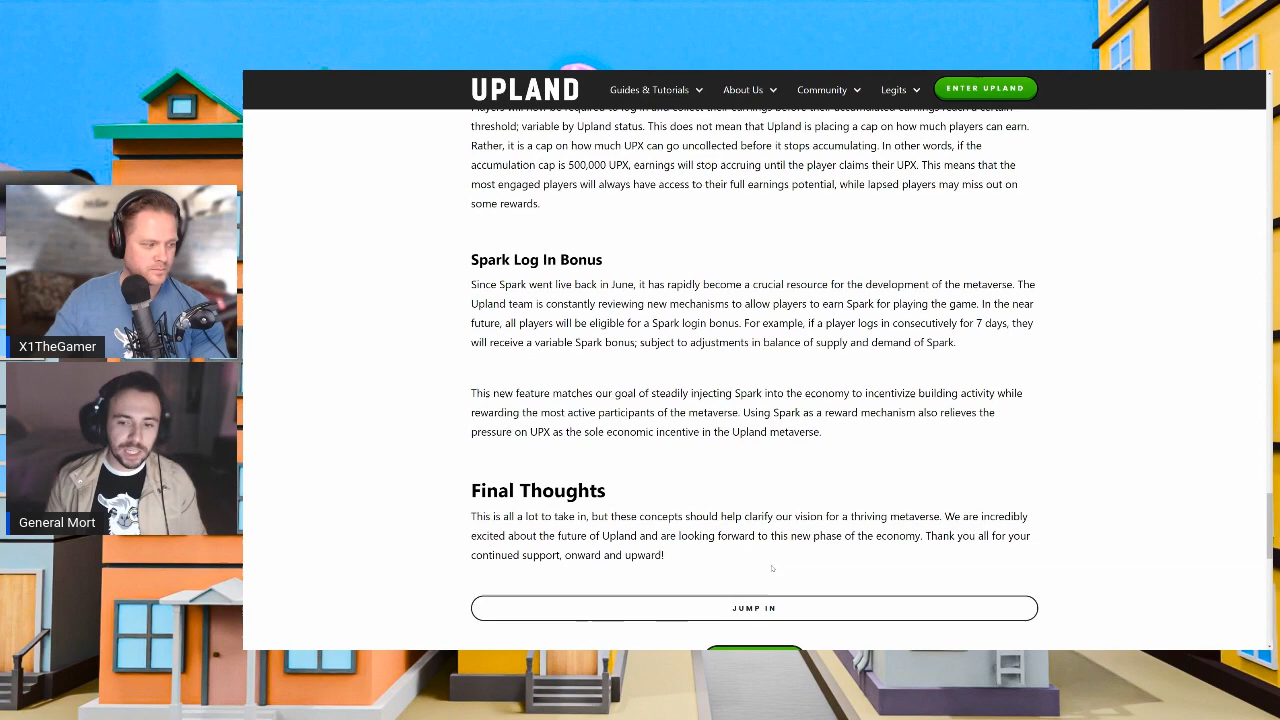 UPLAND
Guides & Tutorials
About Us
Community
Legits
ENTER UPLAND
threshold; variable by Upland status. This does not mean that Upland is placing a cap on how much players can earn.
Rather, it is a cap on how much UPX can go uncollected before it stops accumulating. In other words, if the
accumulation cap is 500,000 UPX, earnings will stop accruing until the player claims their UPX. This means that the
most engaged players will always have access to their full earnings potential, while lapsed players may miss out on
some rewards.
Spark Log In Bonus
Since Spark went live back in June, it has rapidly become a crucial resource for the development of the metaverse. The
Upland team is constantly reviewing new mechanisms to allow players to earn Spark for playing the game. In the near
future, all players will be eligible for a Spark login bonus. For example, if a player logs in consecutively for 7 days, they
will receive a variable Spark bonus; subject to adjustments in balance of supply and demand of Spark.
This new feature matches our goal of steadily injecting Spark into the economy to incentivize building activity while
rewarding the most active participants of the metaverse. Using Spark as a reward mechanism also relieves the
pressure on UPX as the sole economic incentive in the Upland metaverse.
Final Thoughts
This is all a lot to take in, but these concepts should help clarify our vision for a thriving metaverse. We are incredibly
excited about the future of Upland and are looking forward to this new phase of the economy. Thank you all for your
continued support, onward and upward!
JUMP IN
X1TheGamer
General Mort